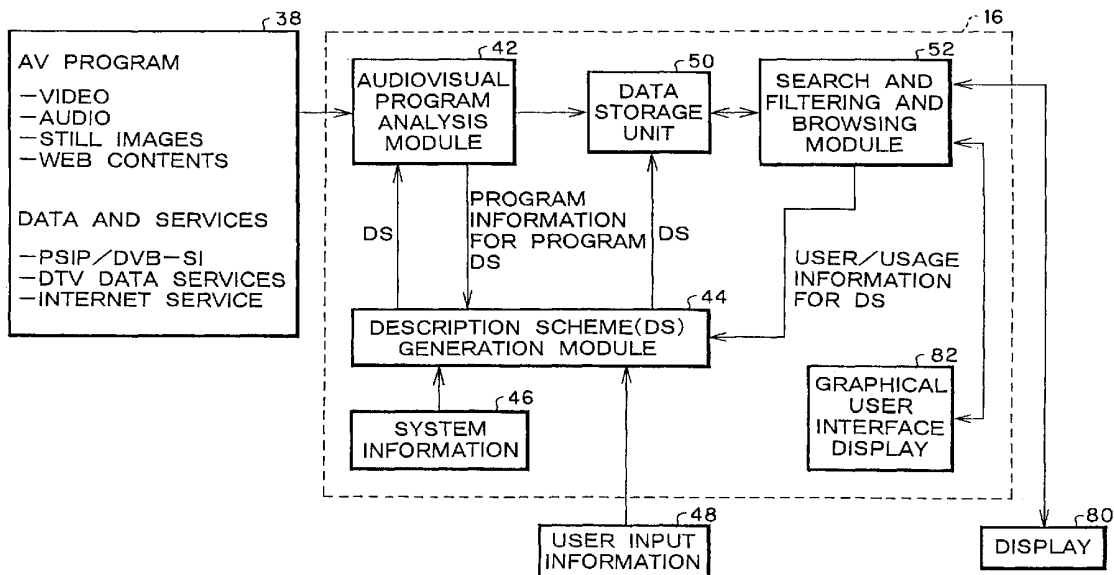 38
AV PROGRAM
—VIDEO
—AUDIO
—STILL IMAGES
—WEB CONTENTS
DATA AND SERVICES
—PSIP/DVB—SI
—DTV DATA SERVICES
—INTERNET SERVICE
16
42
AUDIOVISUAL
PROGRAM
ANALYSIS
MODULE
50
DATA
STORAGE
UNIT
52
SEARCH AND
FILTERING AND
BROWSING
MODULE
DS
PROGRAM
INFORMATION
FOR PROGRAM
DS
DS
USER/USAGE
INFORMATION
FOR DS
44
DESCRIPTION SCHEME(DS)
GENERATION MODULE
46
SYSTEM
INFORMATION
82
GRAPHICAL
USER
INTERFACE
DISPLAY
48
USER INPUT
INFORMATION
80
DISPLAY